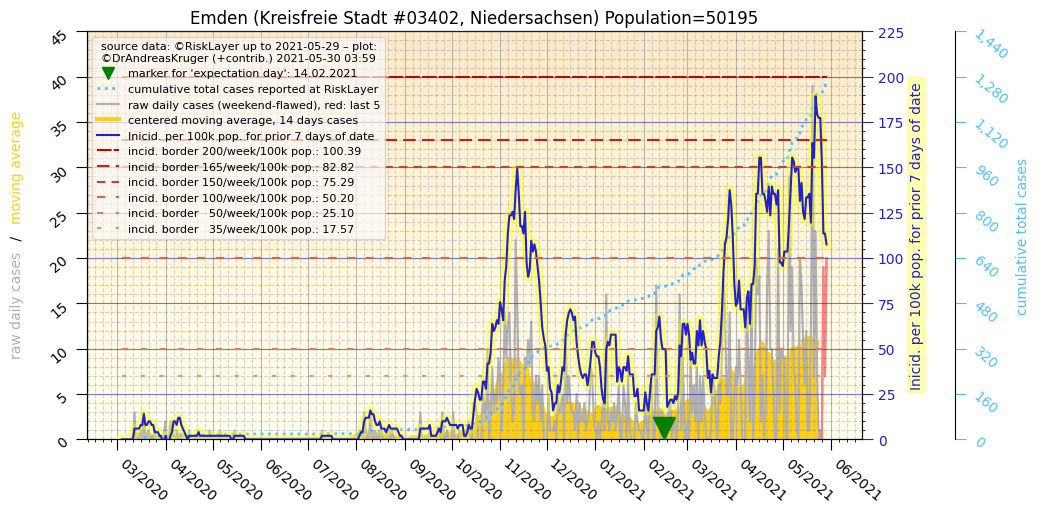 Emden (Kreisfreie Stadt #03402, Niedersachsen) Population=50195
source data: ©RiskLayer up to 2021-05-29 – plot:
©DrAndreasKruger (+contrib.) 2021-05-30 03:59
marker for 'expectation day': 14.02.2021
cumulative total cases reported at RiskLayer
raw daily cases (weekend-flawed), red: last 5
centered moving average, 14 days cases
Inicid. per 100k pop. for prior 7 days of date
incid. border 200/week/100k pop.: 100.39
incid. border 165/week/100k pop.: 82.82
incid. border 150/week/100k pop.: 75.29
incid. border 100/week/100k pop.: 50.20
incid. border 50/week/100k pop.: 25.10
incid. border 35/week/100k pop.: 17.57
raw daily cases / moving average
45
40
35
30
25
20
15
10
5
0
03/2020
04/2020
05/2020
06/2020
07/2020
08/2020
09/2020
10/2020
11/2020
12/2020
01/2021
02/2021
03/2021
04/2021
05/2021
06/2021
225
200
175
150
125
100
75
50
25
0
Inicid. per 100k pop. for prior 7 days of date
1,440
1,280
1,120
960
800
640
480
320
160
0
cumulative total cases